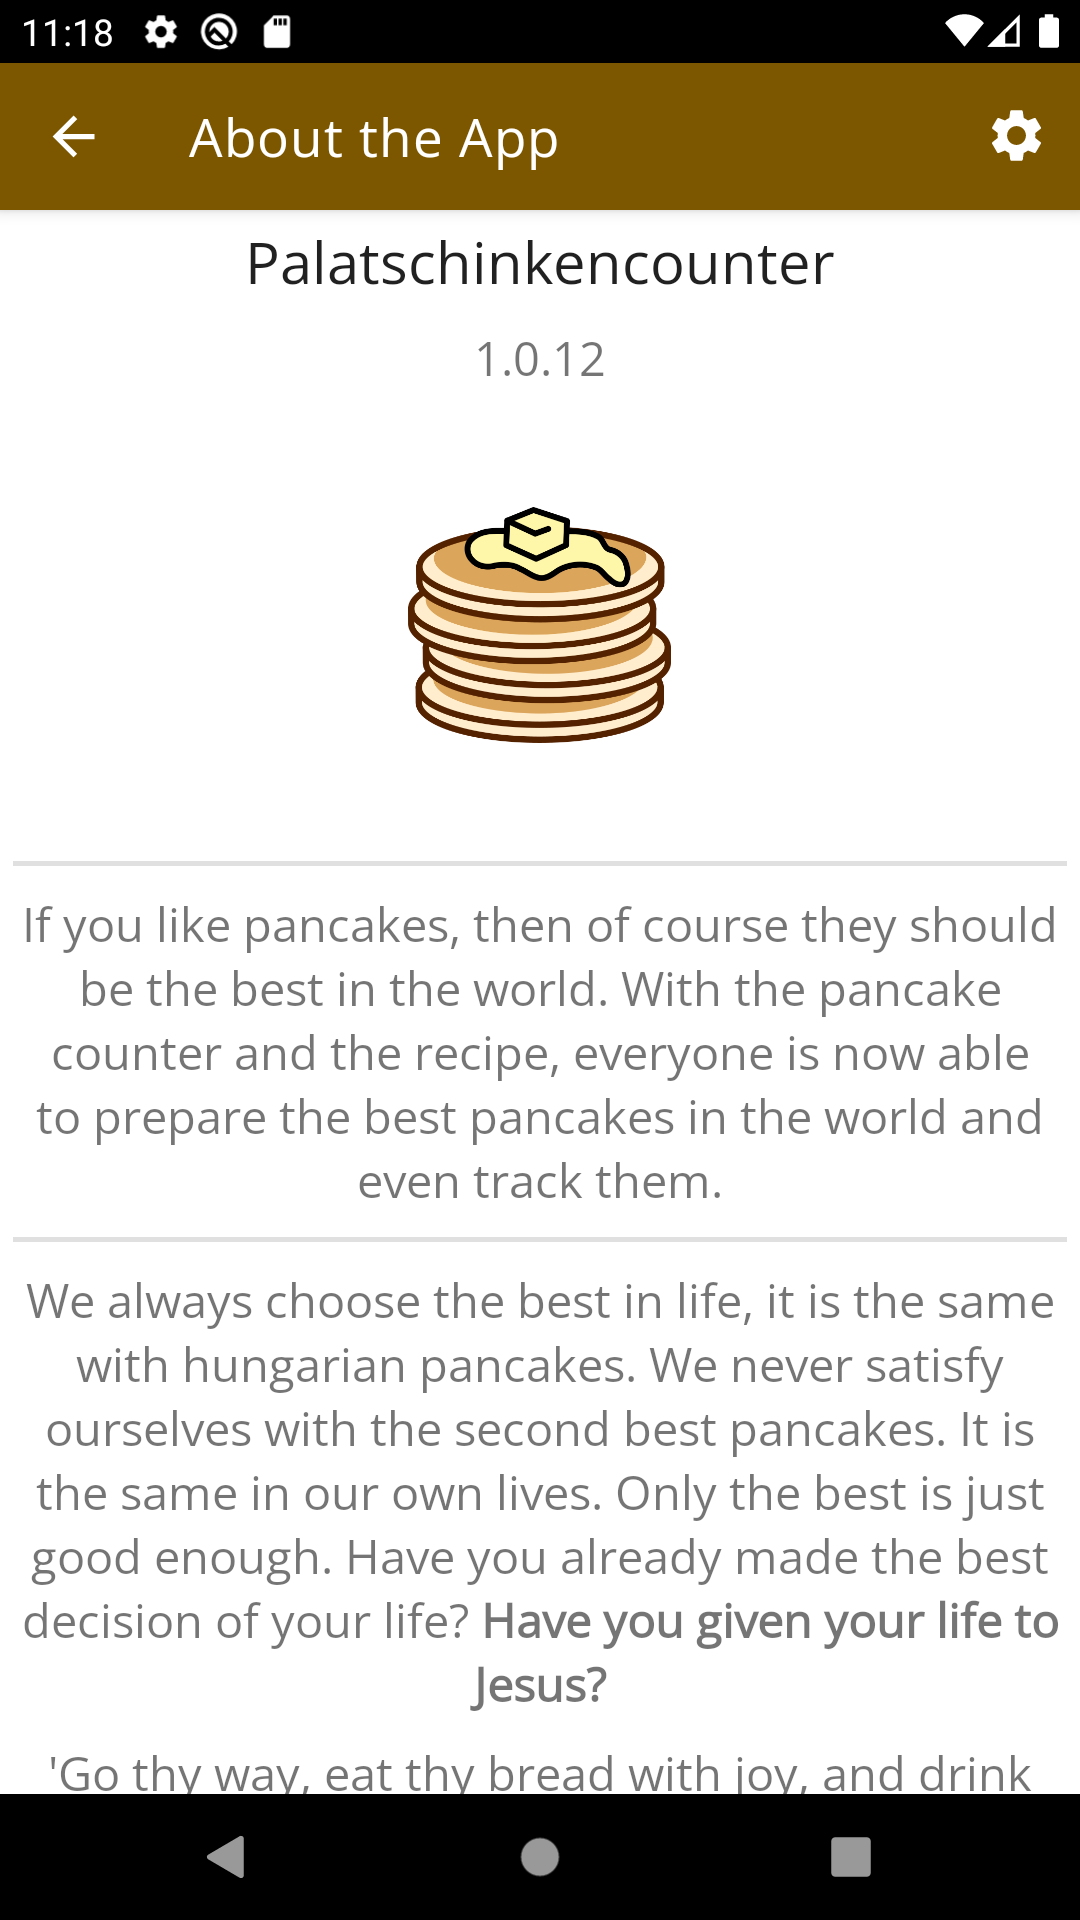 11:18
About the App
Palatschinkencounter
1.0.12
If you like pancakes, then of course they should
be the best in the world. With the pancake
counter and the recipe, everyone is now able
to prepare the best pancakes in the world and
even track them.
We always choose the best in life, it is the same
with hungarian pancakes. We never satisfy
ourselves with the second best pancakes. It is
the same in our own lives. Only the best is just
good enough. Have you already made the best
decision of your life? Have you given your life to
Jesus?
'Go thy way, eat thy bread with joy, and drink